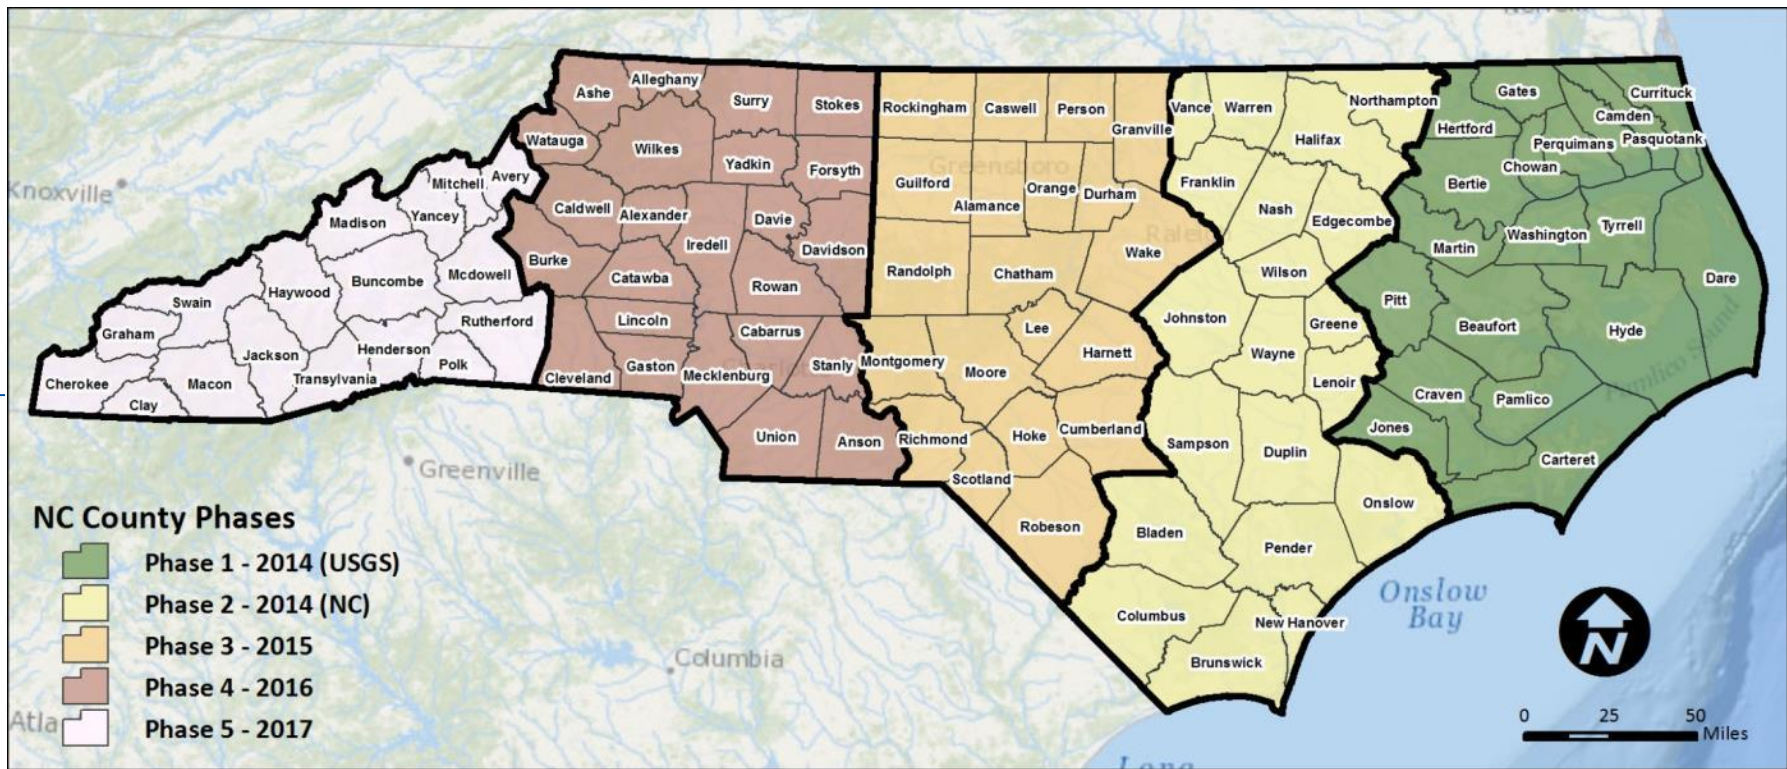 Alleghany
Ashe
Surry
Stokes
Rockingham
Caswell
Person
Granville
Vance
Warren
Northampton
Gates
Currituck
Camden
Hertford
Perquimans
Pasquotank
Halifax
Watauga
Wilkes
Yadkin
Forsyth
Greensboro
Guilford
Orange
Durham
Alamance
Franklin
Nash
Edgecombe
Bertie
Chowan
Knoxville
Mitchell
Avery
Caldwell
Alexander
Davie
Madison
Yancey
Iredell
Davidson
Wake
Martin
Washington
Tyrrell
Burke
Catawba
Rowan
Randolph
Chatham
Wilson
Dare
Swain
Haywood
Buncombe
Mcdowell
Pitt
Graham
Rutherford
Lincoln
Cabarrus
Lee
Johnston
Greene
Beaufort
Hyde
Pamlico Sound
Jackson
Henderson
Polk
Gaston
Stanly
Montgomery
Moore
Harnett
Wayne
Cherokee
Macon
Transylvania
Cleveland
Mecklenburg
Lenoir
Craven
Pamlico
Clay
Union
Anson
Richmond
Hoke
Cumberland
Sampson
Duplin
Jones
Carteret
Greenville
Scotland
Onslow
Robeson
Bladen
Pender
Columbus
New Hanover
Brunswick
Onslow
Bay
Columbia
Atla
Long
NC County Phases
Phase 1 - 2014 (USGS)
Phase 2 - 2014 (NC)
Phase 3 - 2015
Phase 4 - 2016
Phase 5 - 2017
N
0 25 50
Miles